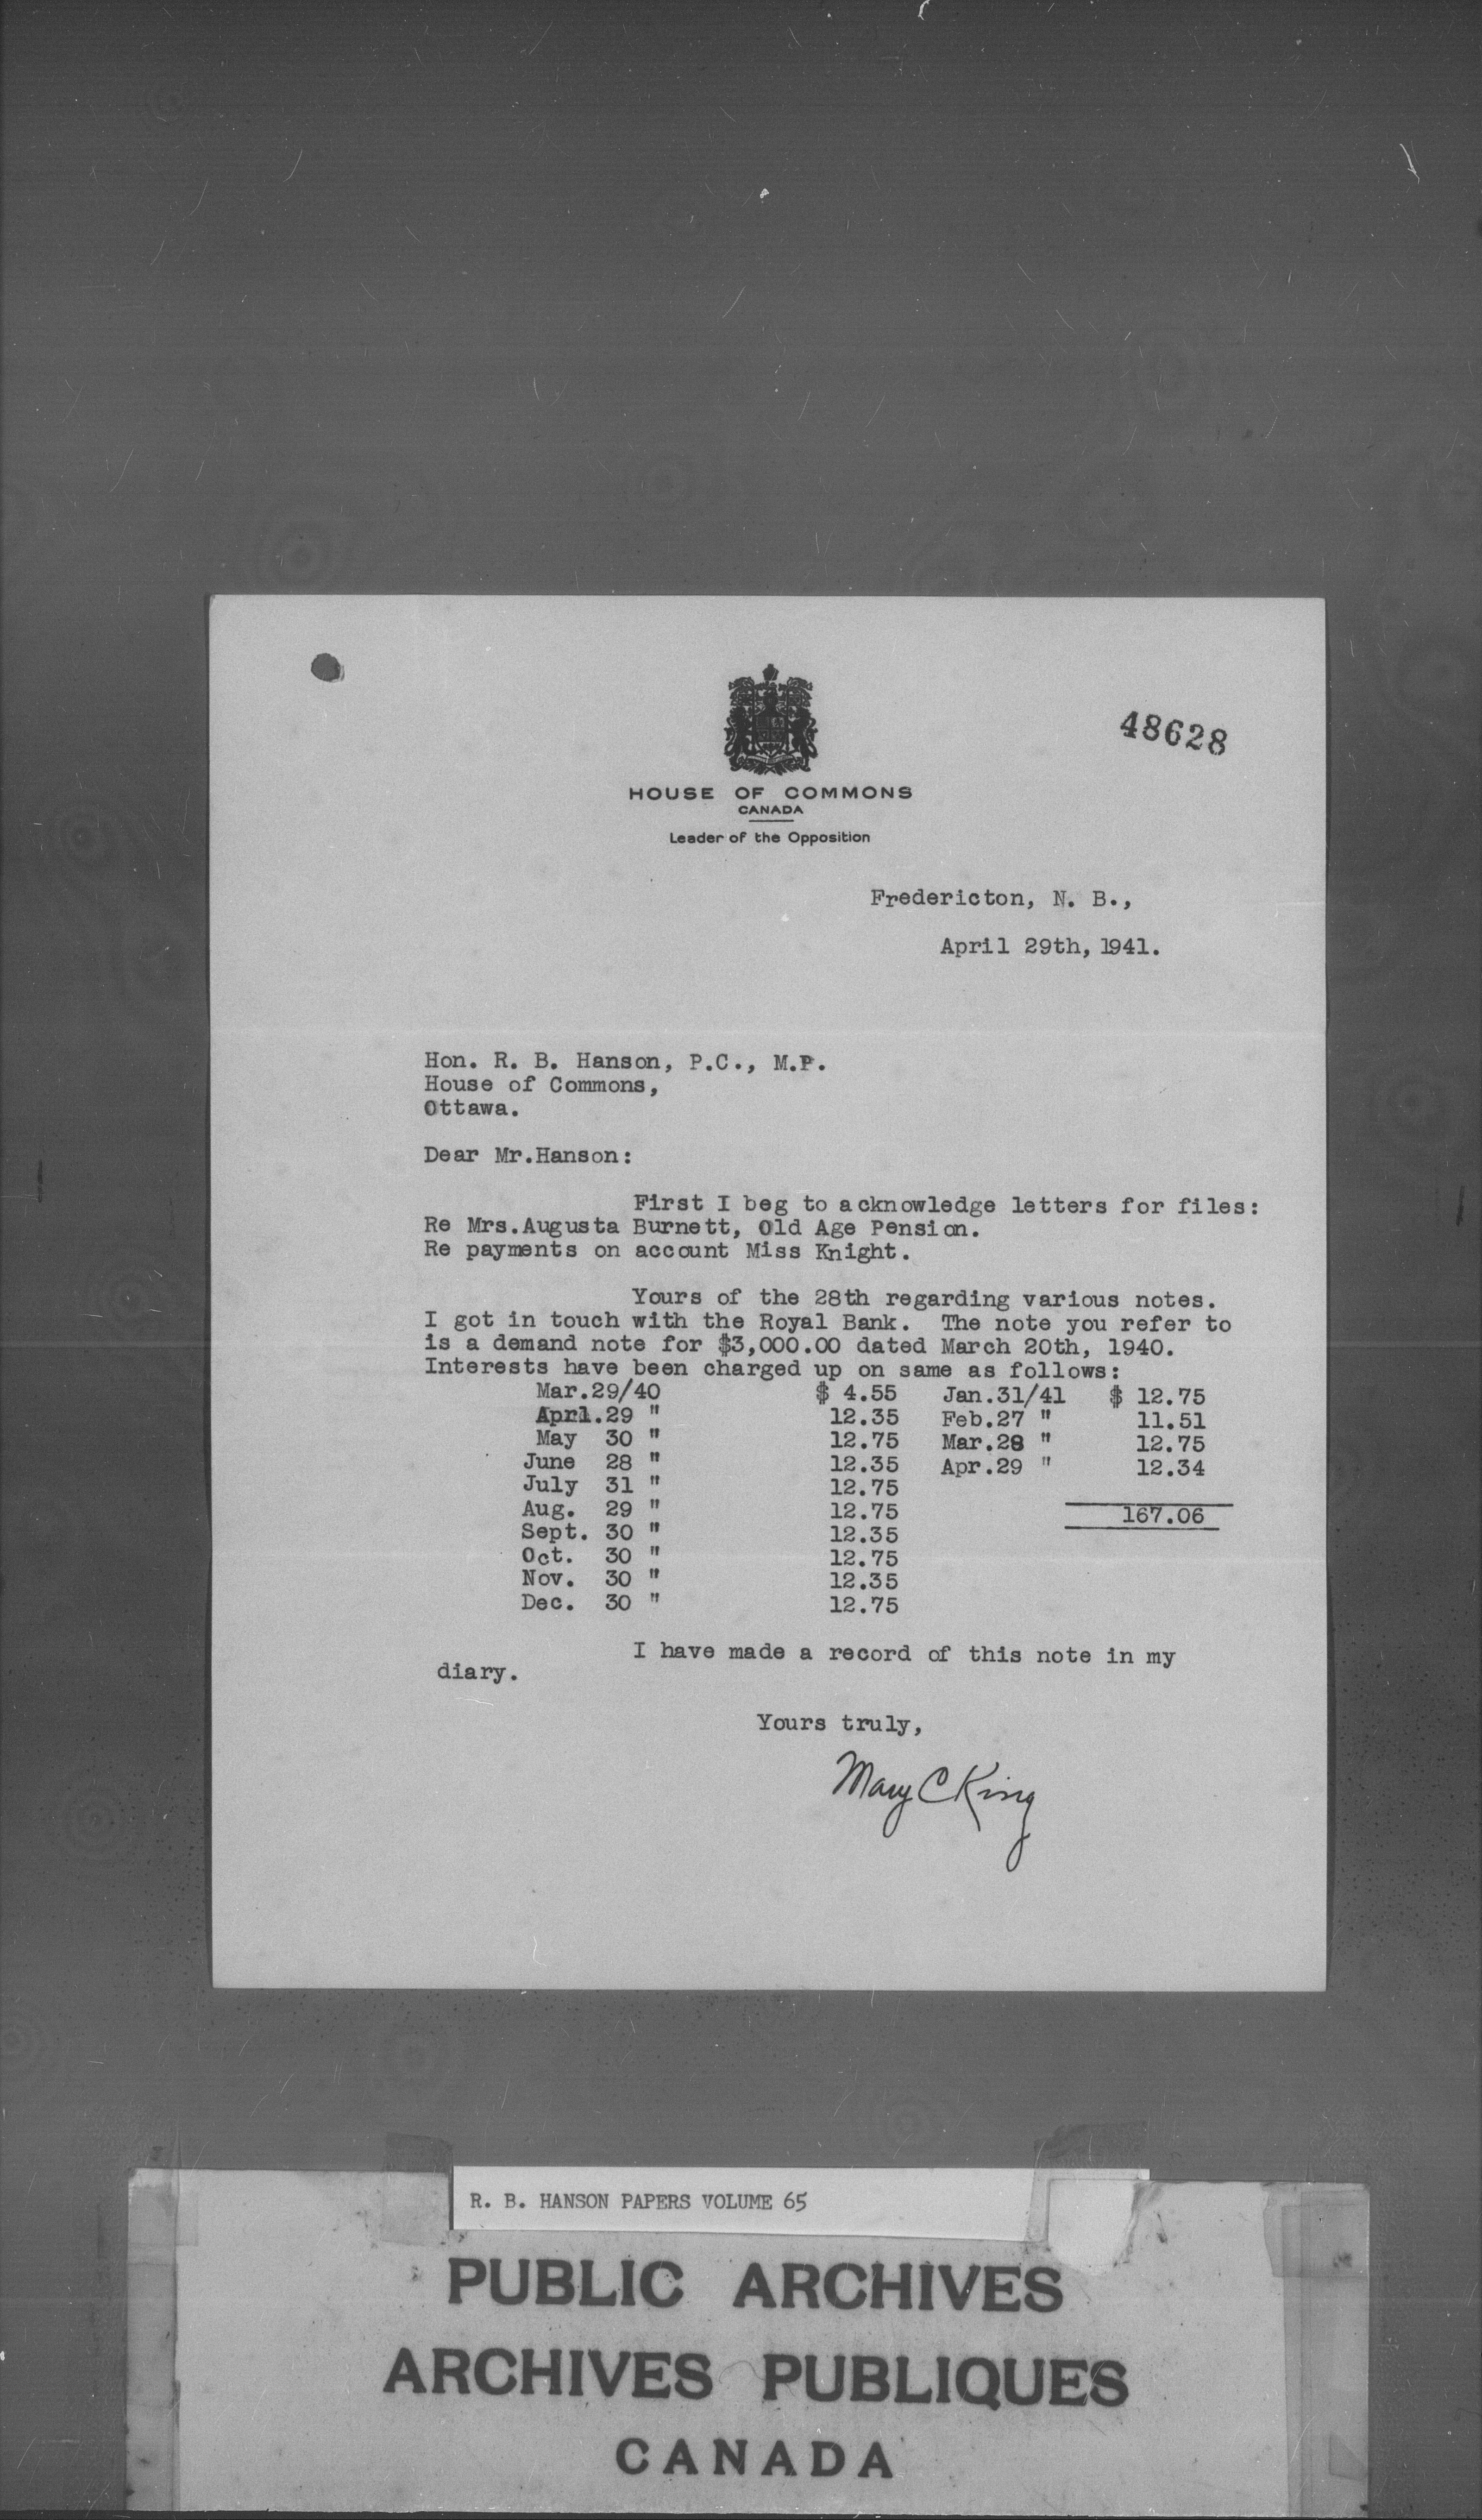 48628
HOUSE OF COMMONS
CANADA
Leader of the Opposition
Fredericton, N. B.,
April 29th, 1941.
Hon. R. B. Hanson, P.C., M.P.
House of Commons,
Ottawa.
Dear Mr.Hanson:
First I beg to acknowledge letters for files:
Re Mrs.Augusta Burnett, Old Age Pension.
Re payments on account Miss Knight.
Yours of the 28th regarding various notes.
I got in touch with the Royal Bank. The note you refer to
is a demand note for $3,000.00 dated March 20th, 1940.
Interests have been charged up on same as follows:
Mar.29/40 $ 4.55 Jan.31/41 $ 12.75
Aprl.29 " 12.35 Feb.27 " 11.51
May 30 " 12.75 Mar.28 " 12.75
June 28 " 12.35 Apr.29 " 12.34
July 31 " 12.75
Aug. 29 " 12.75 167.06
Sept. 30 " 12.35
Oct. 30 " 12.75
Nov. 30 " 12.35
Dec. 30 " 12.75
I have made a record of this note in my
diary.
Yours truly,
Mary C King
R. B. HANSON PAPERS VOLUME 65
PUBLIC ARCHIVES
ARCHIVES PUBLIQUES
CANADA